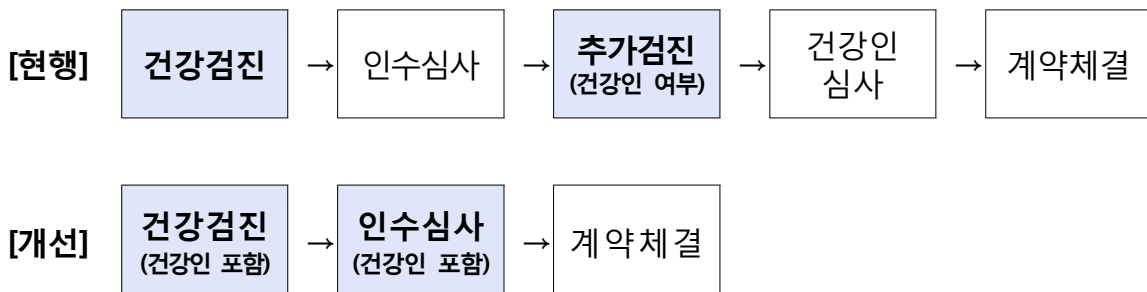 [현행] 건강검진 → 인수심사 → 추가검진 (건강인 여부) → 건강인 심사 → 계약체결
[개선] 건강검진 (건강인 포함) → 인수심사 (건강인 포함) → 계약체결